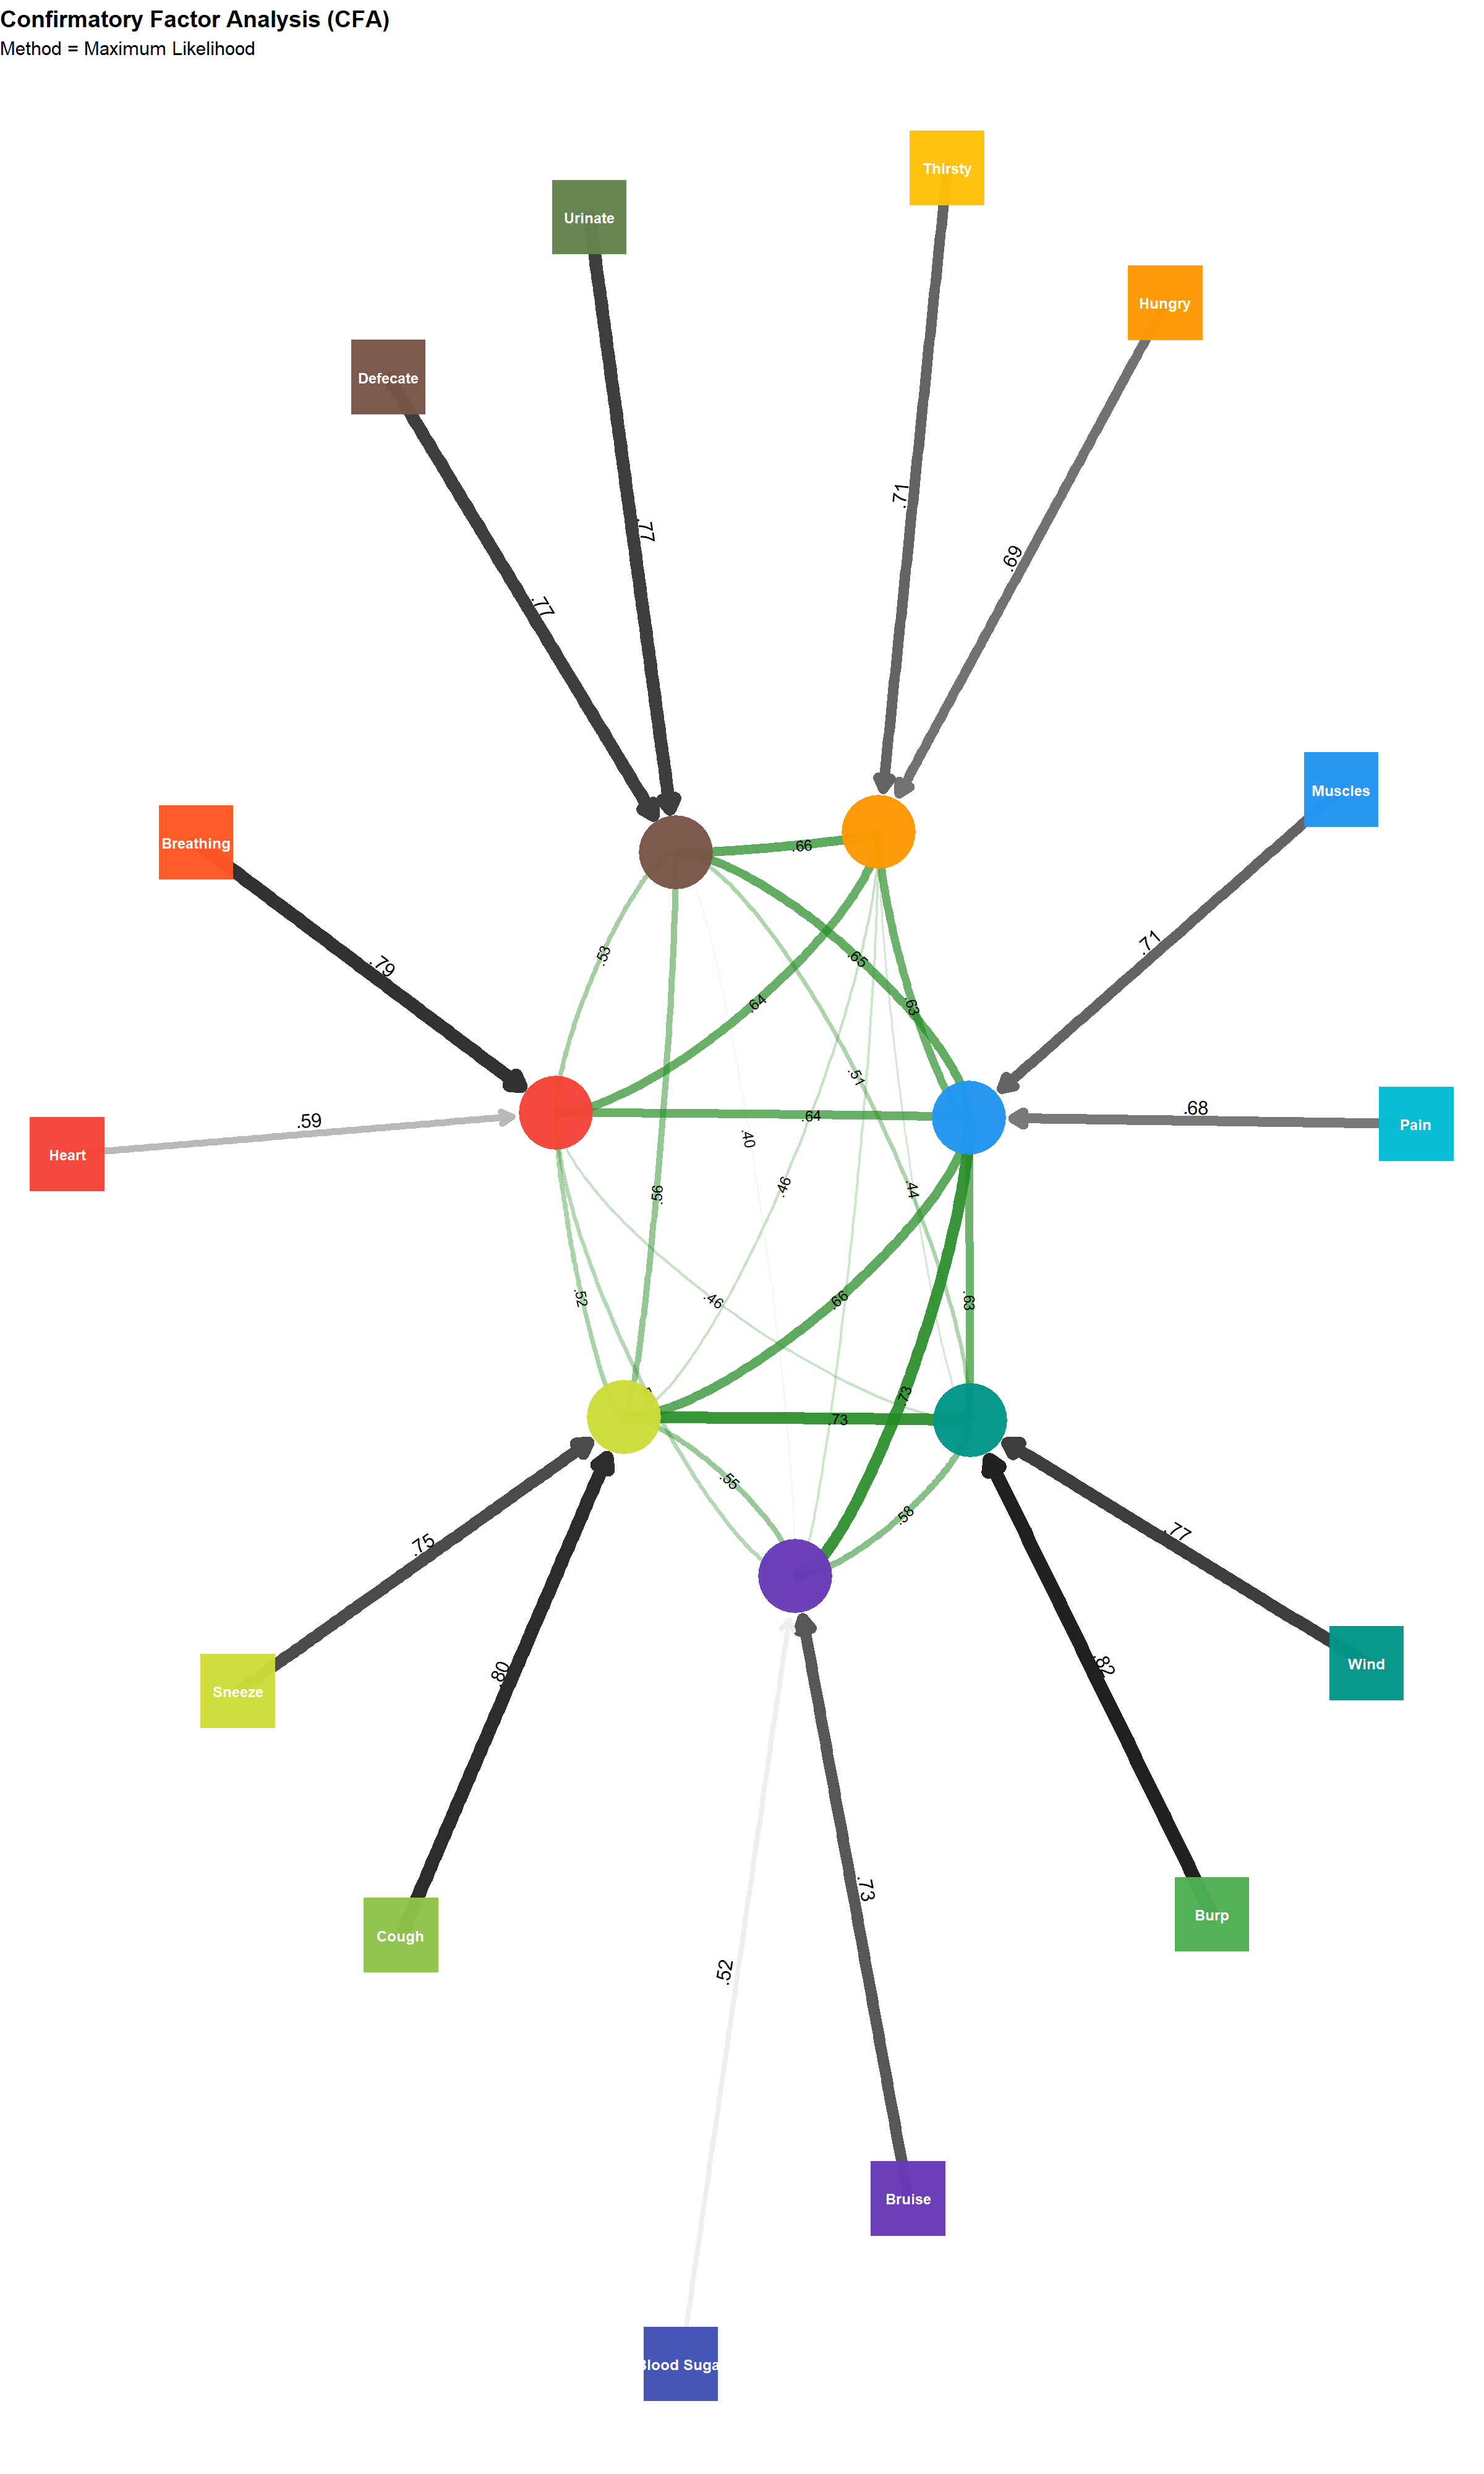 Confirmatory Factor Analysis (CFA)
Method = Maximum Likelihood
Thirsty
Urinate
Hungry
Defecate
.71
.77
.69
.77
Muscles
Breathing
.66
.71
.53
.65
.79
.64
.63
.51
.59
.64
.68
Pain
.40
Heart
.46
.44
.56
.52
.46
.66
.63
.73
.73
.55
.58
.77
.75
.80
.82
Wind
Sneeze
.73
Burp
Cough
.52
Bruise
Blood Suga